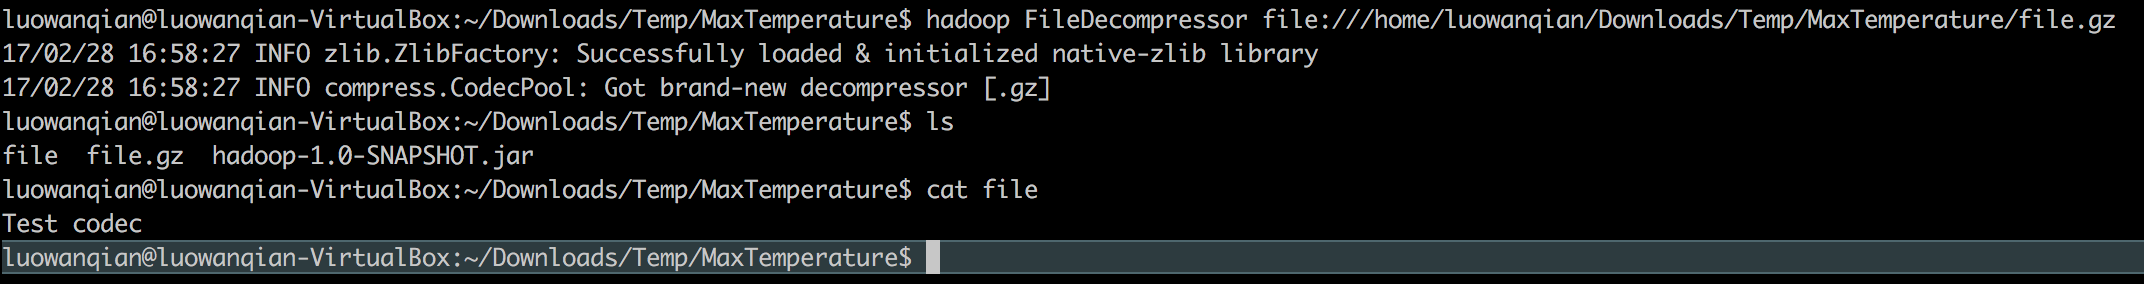 luowanqian@luowanqian-VirtualBox:~/Downloads/Temp/MaxTemperature$ hadoop FileDecompressor file:///home/luowanqian/Downloads/Temp/MaxTemperature/file.gz
17/02/28 16:58:27 INFO zlib.ZlibFactory: Successfully loaded & initialized native-zlib library
17/02/28 16:58:27 INFO compress.CodecPool: Got brand-new decompressor [.gz]
luowanqian@luowanqian-VirtualBox:~/Downloads/Temp/MaxTemperature$ ls
file  file.gz  hadoop-1.0-SNAPSHOT.jar
luowanqian@luowanqian-VirtualBox:~/Downloads/Temp/MaxTemperature$ cat file
Test codec
luowanqian@luowanqian-VirtualBox:~/Downloads/Temp/MaxTemperature$